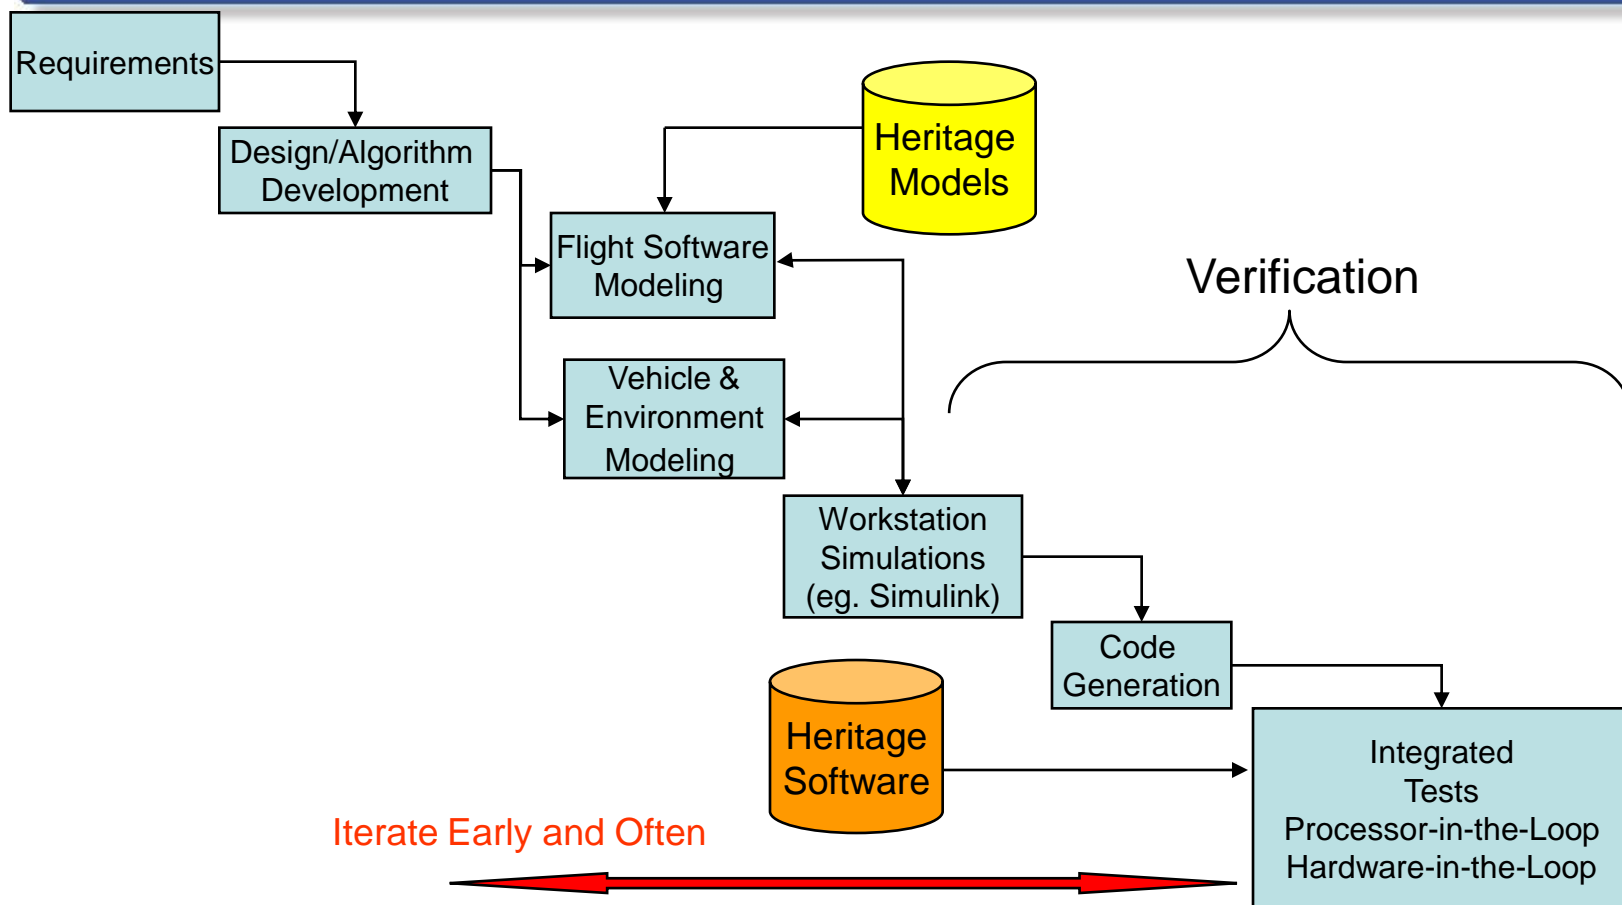 Requirements
Design/Algorithm
Development
Heritage
Models
Flight Software
Modeling
Verification
Vehicle &
Environment
Modeling
Workstation
Simulations
(eg. Simulink)
Code
Generation
Heritage
Software
Integrated
Tests
Processor-in-the-Loop
Hardware-in-the-Loop
Iterate Early and Often